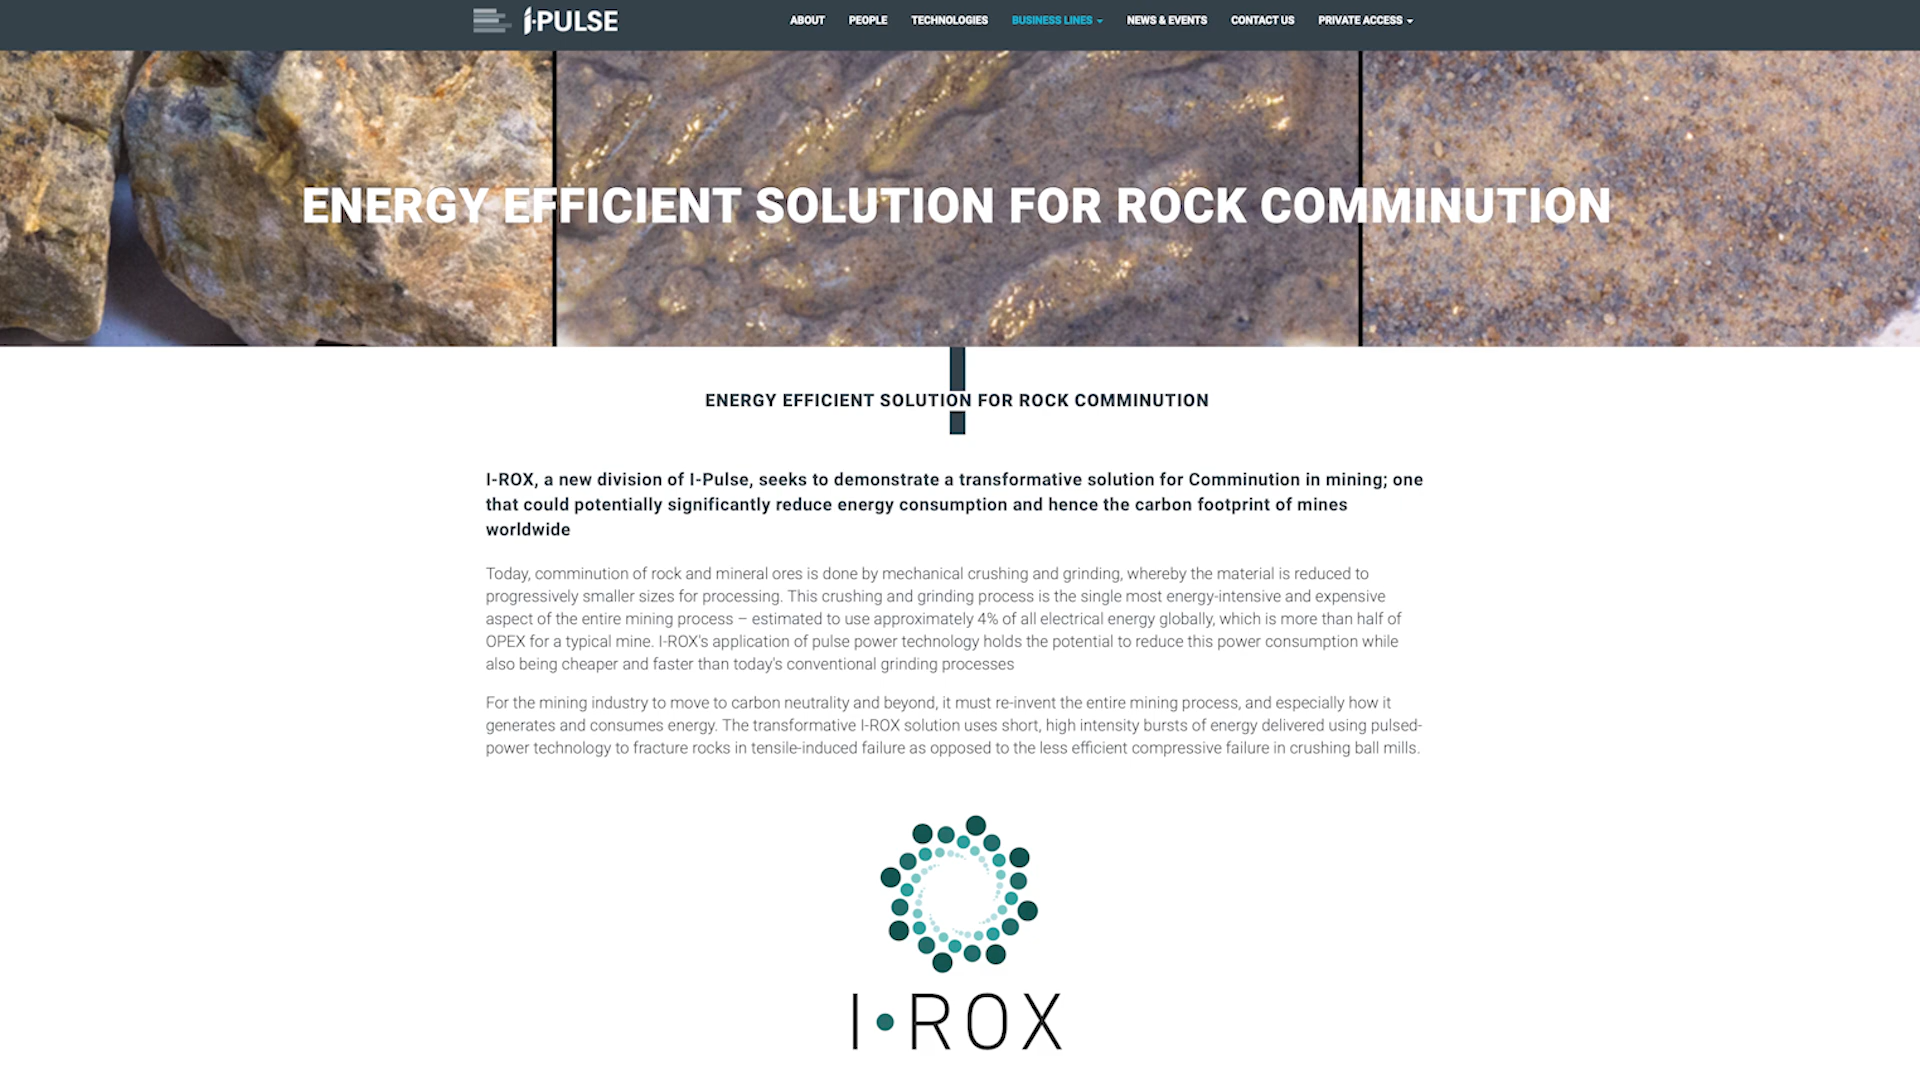 i-PULSE
ABOUT PEOPLE TECHNOLOGIES BUSINESS LINES NEWS & EVENTS CONTACT US PRIVATE ACCESS
ENERGY EFFICIENT SOLUTION FOR ROCK COMMINUTION
ENERGY EFFICIENT SOLUTION FOR ROCK COMMINUTION
I-ROX, a new division of I-Pulse, seeks to demonstrate a transformative solution for Comminution in mining; one
that could potentially significantly reduce energy consumption and hence the carbon footprint of mines
worldwide
Today, comminution of rock and mineral ores is done by mechanical crushing and grinding, whereby the material is reduced to
progressively smaller sizes for processing. This crushing and grinding process is the single most energy-intensive and expensive
aspect of the entire mining process – estimated to use approximately 4% of all electrical energy globally, which is more than half of
OPEX for a typical mine. I-ROX's application of pulse power technology holds the potential to reduce this power consumption while
also being cheaper and faster than today's conventional grinding processes
For the mining industry to move to carbon neutrality and beyond, it must re-invent the entire mining process, and especially how it
generates and consumes energy. The transformative I-ROX solution uses short, high intensity bursts of energy delivered using pulsed-
power technology to fracture rocks in tensile-induced failure as opposed to the less efficient compressive failure in crushing ball mills.
I•ROX